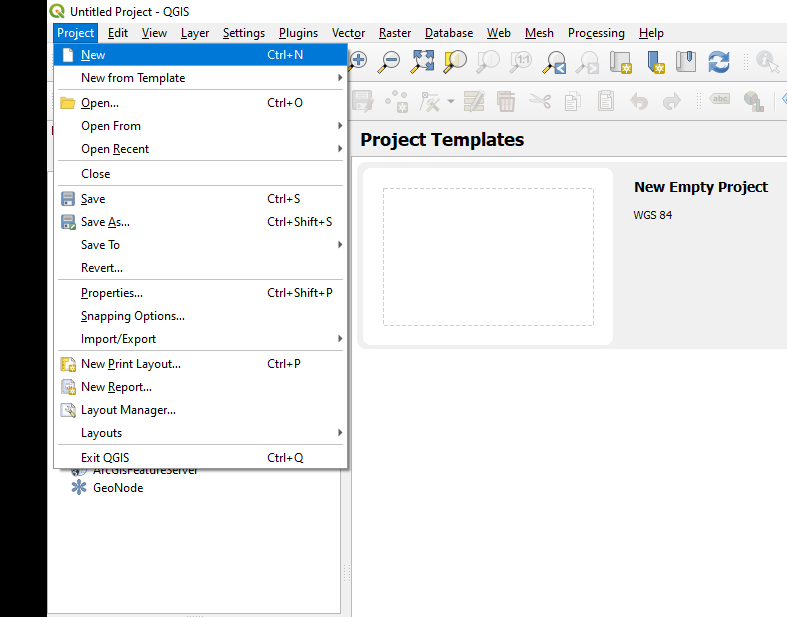 Untitled Project - QGIS
Project Edit View Layer Settings Plugins Vector Raster Database Web Mesh Processing Help
New Ctrl+N
New from Template
Open... Ctrl+O
Open From
Open Recent
Close
Save Ctrl+S
Save As... Ctrl+Shift+S
Save To
Revert...
Properties... Ctrl+Shift+P
Snapping Options...
Import/Export
New Print Layout... Ctrl+P
New Report...
Layout Manager...
Layouts
Exit QGIS Ctrl+Q
ArcGisFeatureServer
GeoNode
1:1
abc
Project Templates
New Empty Project
WGS 84